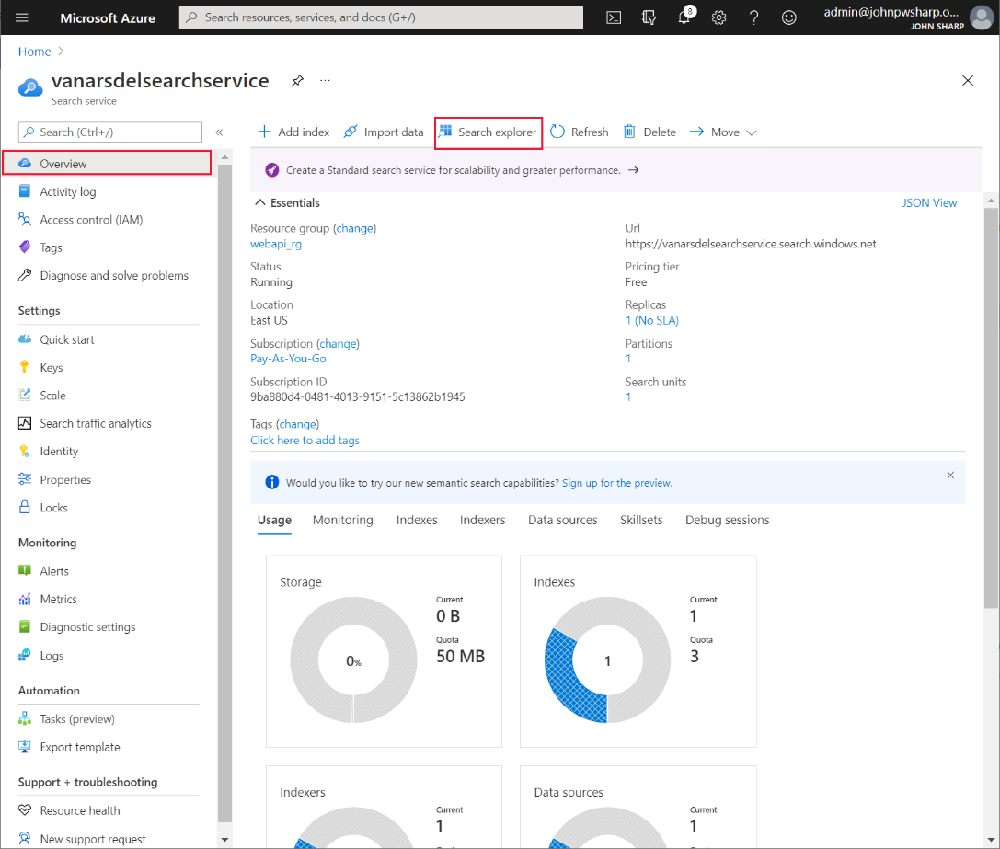 Microsoft Azure
Search resources, services, and docs (G+/)
8
admin@johnpwsharp.o...
JOHN SHARP
Home
vanarsdelsearchservice
...
Search service
Search (Ctrl+/)
«
Overview
Activity log
Access control (IAM)
Tags
Diagnose and solve problems
Settings
Quick start
Keys
Scale
Search traffic analytics
Identity
Properties
Locks
Monitoring
Alerts
Metrics
Diagnostic settings
Logs
Automation
Tasks (preview)
Export template
Support + troubleshooting
Resource health
New support request
Add index
Import data
Search explorer
Refresh
Delete
Move
Create a Standard search service for scalability and greater performance.
Essentials
JSON View
Resource group (change)
webapi_rg
Status
Running
Location
East US
Subscription (change)
Pay-As-You-Go
Subscription ID
9ba880d4-0481-4013-9151-5c13862b1945
Tags (change)
Click here to add tags
Url
https://vanarsdelsearchservice.search.windows.net
Pricing tier
Free
Replicas
1 (No SLA)
Partitions
1
Search units
1
Would you like to try our new semantic search capabilities? Sign up for the preview.
Usage
Monitoring
Indexes
Indexers
Data sources
Skillsets
Debug sessions
Storage
0%
Current
0 B
Quota
50 MB
Indexes
1
Current
1
Quota
3
Indexers
Current
1
Data sources
Current
1